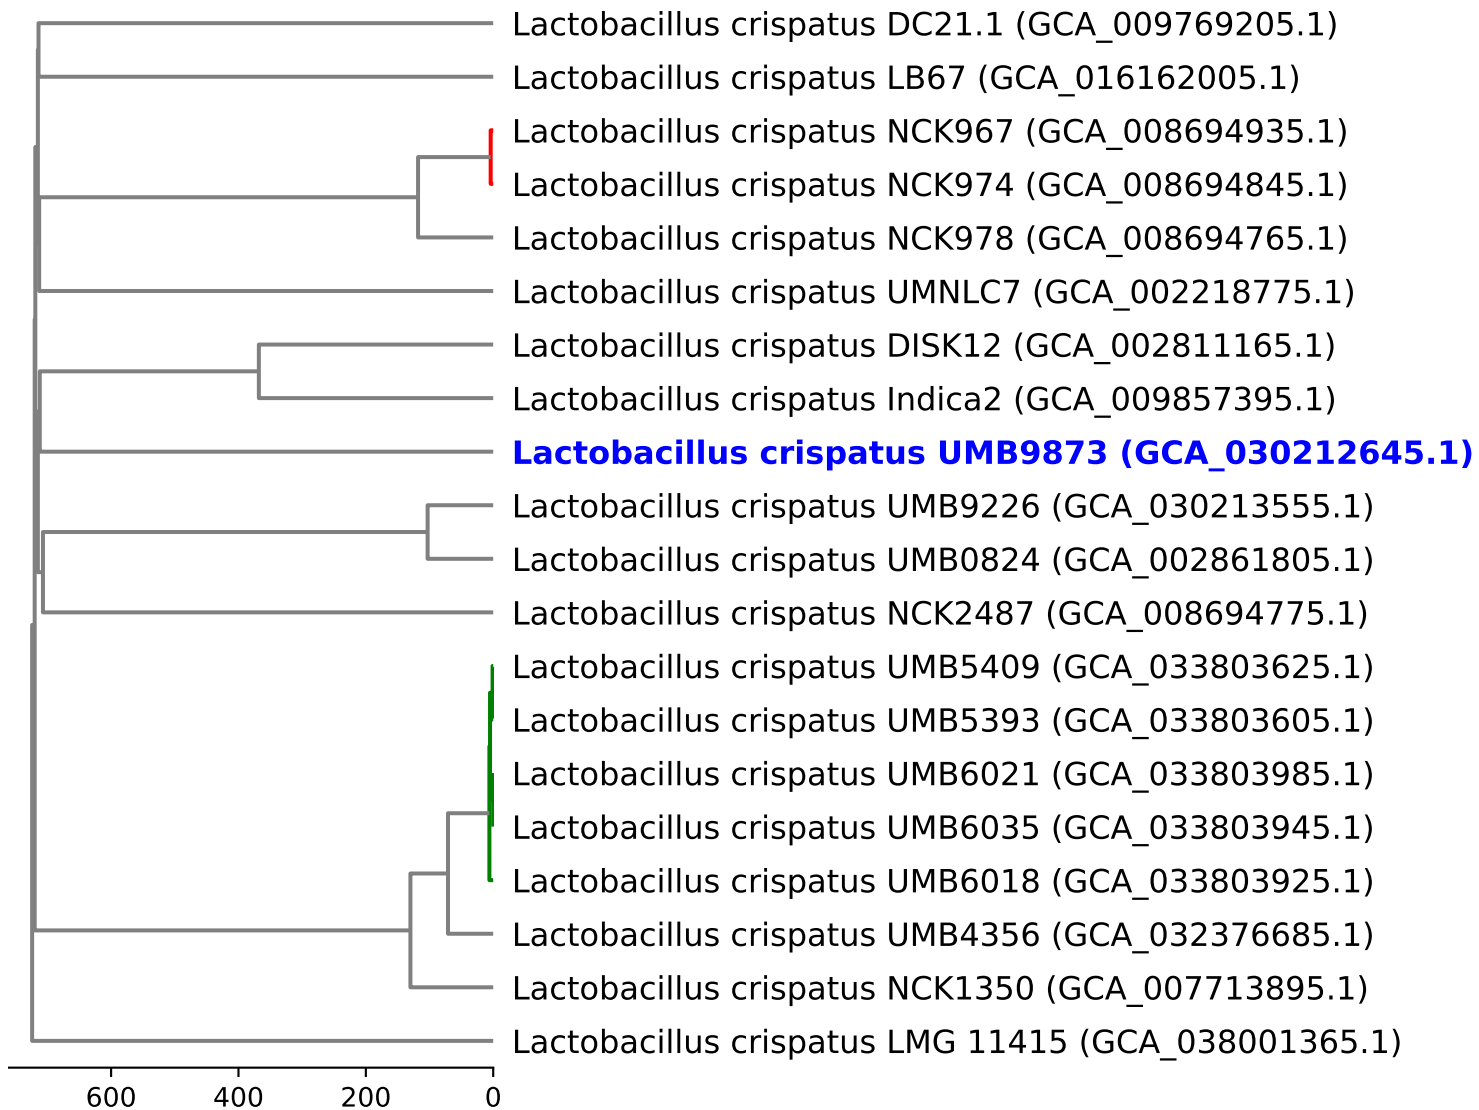 Lactobacillus crispatus DC21.1 (GCA_009769205.1)
Lactobacillus crispatus LB67 (GCA_016162005.1)
Lactobacillus crispatus NCK967 (GCA_008694935.1)
Lactobacillus crispatus NCK974 (GCA_008694845.1)
Lactobacillus crispatus NCK978 (GCA_008694765.1)
Lactobacillus crispatus UMNLC7 (GCA_002218775.1)
Lactobacillus crispatus DISK12 (GCA_002811165.1)
Lactobacillus crispatus Indica2 (GCA_009857395.1)
Lactobacillus crispatus UMB9873 (GCA_030212645.1)
Lactobacillus crispatus UMB9226 (GCA_030213555.1)
Lactobacillus crispatus UMB0824 (GCA_002861805.1)
Lactobacillus crispatus NCK2487 (GCA_008694775.1)
Lactobacillus crispatus UMB5409 (GCA_033803625.1)
Lactobacillus crispatus UMB5393 (GCA_033803605.1)
Lactobacillus crispatus UMB6021 (GCA_033803985.1)
Lactobacillus crispatus UMB6035 (GCA_033803945.1)
Lactobacillus crispatus UMB6018 (GCA_033803925.1)
Lactobacillus crispatus UMB4356 (GCA_032376685.1)
Lactobacillus crispatus NCK1350 (GCA_007713895.1)
Lactobacillus crispatus LMG 11415 (GCA_038001365.1)
600 400 200 0